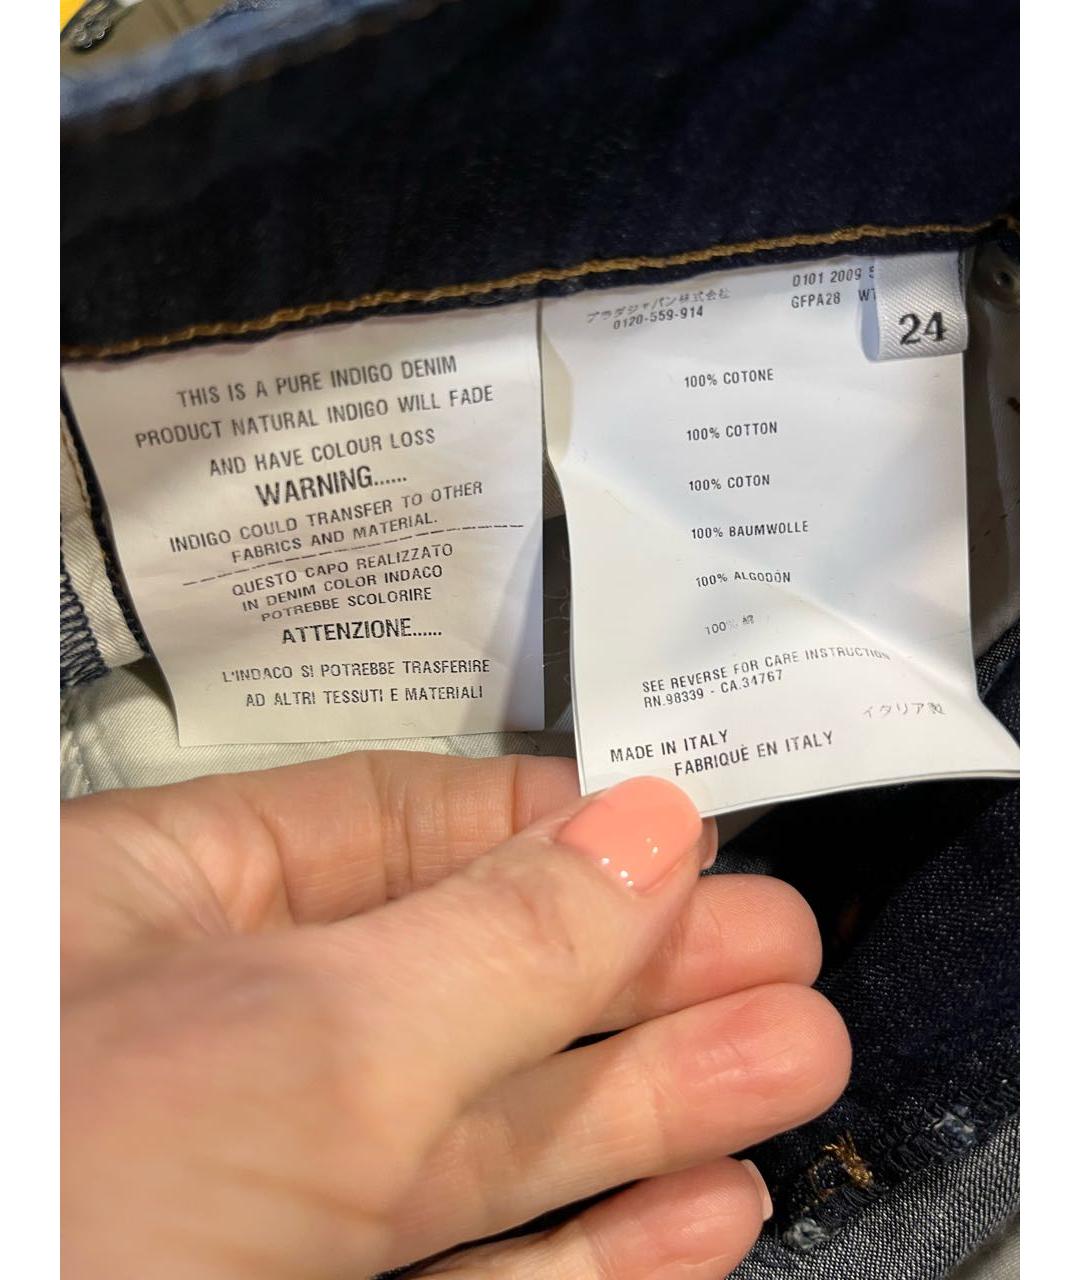 THIS IS A PURE INDIGO DENIM
PRODUCT NATURAL INDIGO WILL FADE
AND HAVE COLOUR LOSS
WARNING......
INDIGO COULD TRANSFER TO OTHER
FABRICS AND MATERIAL.
QUESTO CAPO REALIZZATO
IN DENIM COLOR INDACO
POTREBBE SCOLORIRE
ATTENZIONE......
L'INDACO SI POTREBBE TRASFERIRE
AD ALTRI TESSUTI E MATERIALI
プラダジャパン株式会社
0120-559-914
D101 2009
GFPA28
24
100% COTONE
100% COTTON
100% COTON
100% BAUMWOLLE
100% ALGODÓN
100% 綿
SEE REVERSE FOR CARE INSTRUCTION
RN.98339 - CA.34767
イタリア製
MADE IN ITALY
FABRIQUÉ EN ITALY